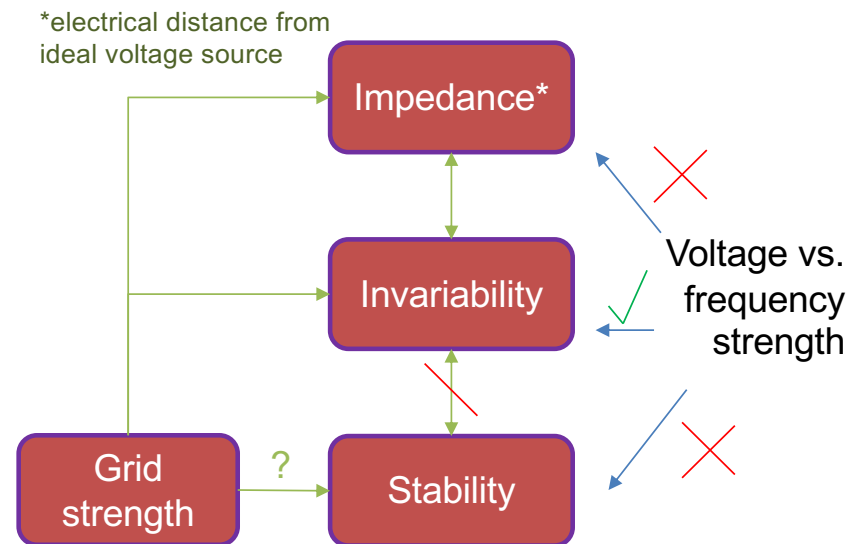 *electrical distance from
ideal voltage source
Impedance*
Invariability
Voltage vs.
frequency
strength
Grid
strength
?
Stability